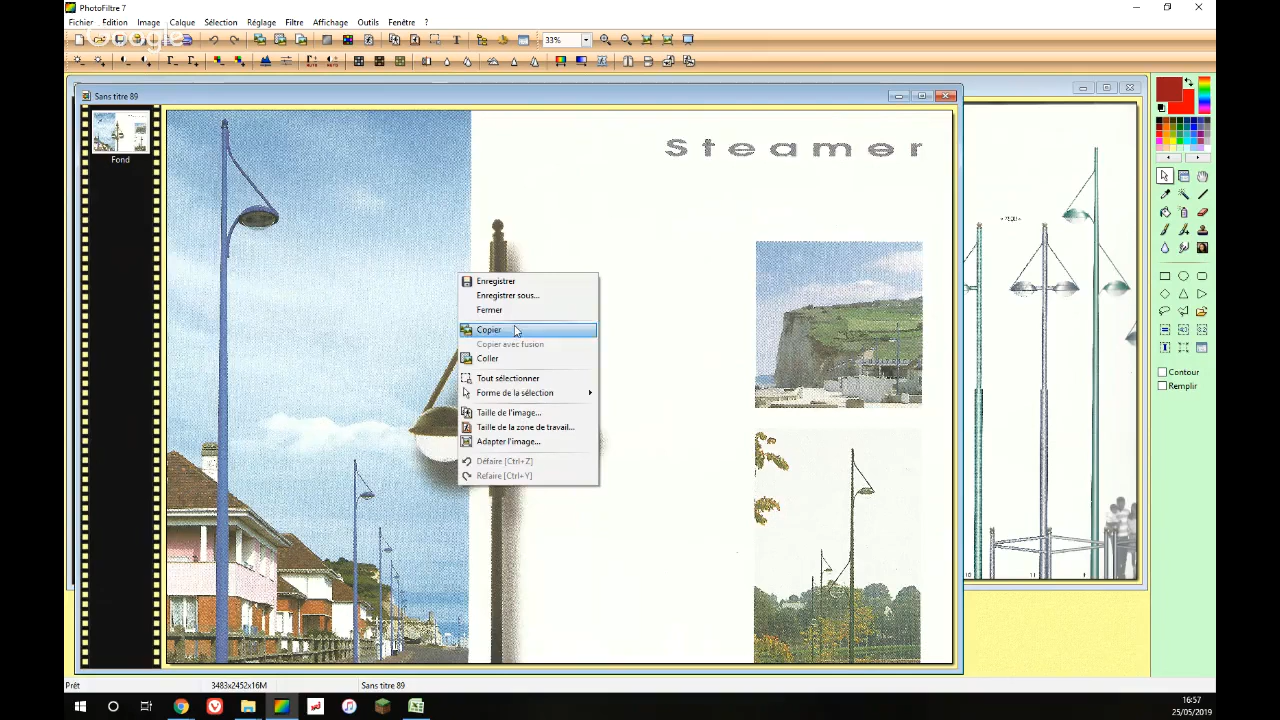 PhotoFiltre 7
Fichier Edition Image Calque Sélection Réglage Filtre Affichage Outils Fenêtre ?
Google
33%
Sans titre 89
Fond
Steamer
Enregistrer
Enregistrer sous...
Fermer
Copier
Copier avec fusion
Coller
Tout sélectionner
Forme de la sélection
Taille de l'image...
Taille de la zone de travail...
Adapter l'image...
Défaire [Ctrl+Z]
Refaire [Ctrl+Y]
Contour
Remplir
Prêt 3483x2452x16M Sans titre 89
16:57
25/05/2019